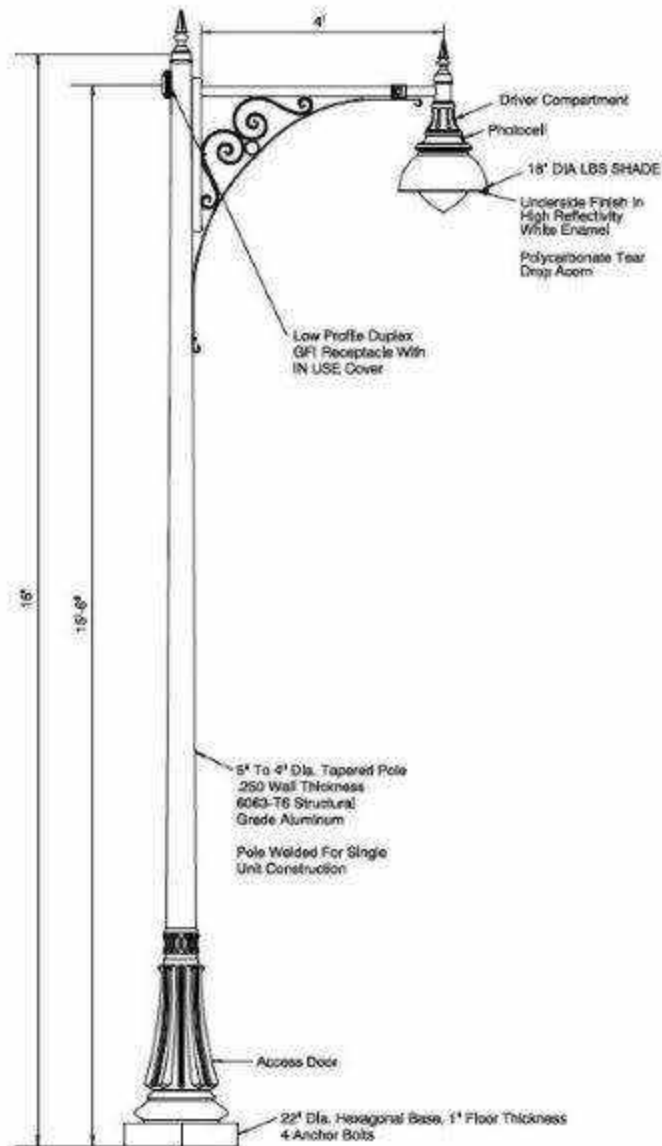 4'
Driver Compartment
Photocell
18" DIA LBS SHADE
Underside Finish In
High Reflectivity
White Enamel
Polycarbonate Tear
Drop Acorn
Low Profile Duplex
GFI Receptacle With
IN USE Cover
16'
15'-6"
5" To 4" Dia. Tapered Pole
.250 Wall Thickness
6063-T6 Structural
Grade Aluminum
Pole Welded For Single
Unit Construction
Access Door
22" Dia. Hexagonal Base, 1" Floor Thickness
4 Anchor Bolts